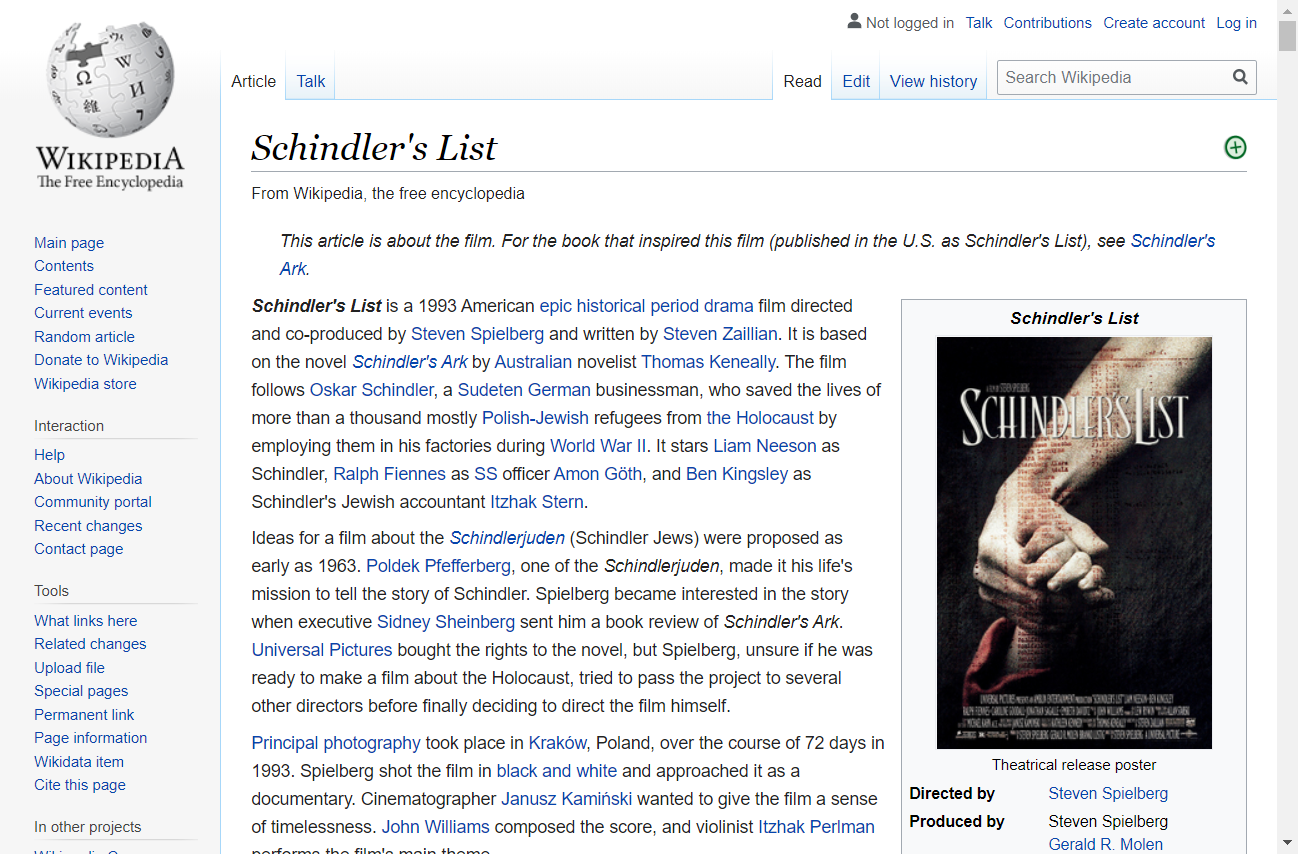 Not logged in Talk Contributions Create account Log in
Article Talk Read Edit View history Search Wikipedia
WIKIPEDIA
The Free Encyclopedia
Main page
Contents
Featured content
Current events
Random article
Donate to Wikipedia
Wikipedia store
Interaction
Help
About Wikipedia
Community portal
Recent changes
Contact page
Tools
What links here
Related changes
Upload file
Special pages
Permanent link
Page information
Wikidata item
Cite this page
In other projects
Schindler's List
From Wikipedia, the free encyclopedia
This article is about the film. For the book that inspired this film (published in the U.S. as Schindler's List), see Schindler's
Ark.
Schindler's List is a 1993 American epic historical period drama film directed
and co-produced by Steven Spielberg and written by Steven Zaillian. It is based
on the novel Schindler's Ark by Australian novelist Thomas Keneally. The film
follows Oskar Schindler, a Sudeten German businessman, who saved the lives of
more than a thousand mostly Polish-Jewish refugees from the Holocaust by
employing them in his factories during World War II. It stars Liam Neeson as
Schindler, Ralph Fiennes as SS officer Amon Göth, and Ben Kingsley as
Schindler's Jewish accountant Itzhak Stern.
Ideas for a film about the Schindlerjuden (Schindler Jews) were proposed as
early as 1963. Poldek Pfefferberg, one of the Schindlerjuden, made it his life's
mission to tell the story of Schindler. Spielberg became interested in the story
when executive Sidney Sheinberg sent him a book review of Schindler's Ark.
Universal Pictures bought the rights to the novel, but Spielberg, unsure if he was
ready to make a film about the Holocaust, tried to pass the project to several
other directors before finally deciding to direct the film himself.
Principal photography took place in Kraków, Poland, over the course of 72 days in
1993. Spielberg shot the film in black and white and approached it as a
documentary. Cinematographer Janusz Kamiński wanted to give the film a sense
of timelessness. John Williams composed the score, and violinist Itzhak Perlman
performs the film's main theme.
Schindler's List
A FILM BY STEVEN SPIELBERG
SCHINDLER'S LIST
Theatrical release poster
Directed by Steven Spielberg
Produced by Steven Spielberg
Gerald R. Molen